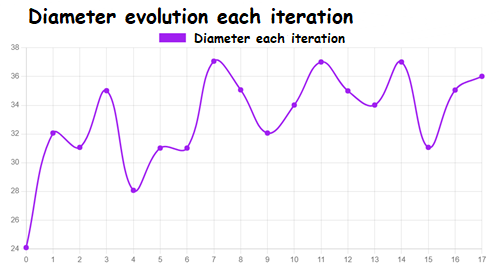 Diameter evolution each iteration
Diameter each iteration
38
36
34
32
30
28
26
24
0 1 2 3 4 5 6 7 8 9 10 11 12 13 14 15 16 17